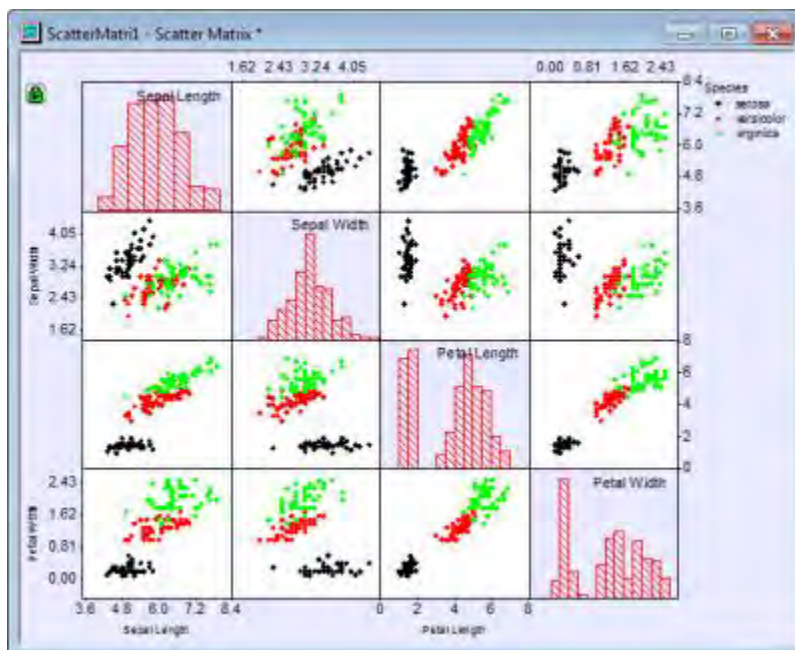 ScatterMatri1 - Scatter Matrix *
1.62 2.43 3.24 4.05
0.00 0.81 1.62 2.43
Sepal Length
8.4
7.2
6.0
4.8
3.6
Species
setosa
versicolor
virginica
Sepal Width
4.05
3.24
2.43
1.62
Sepal Width
Petal Length
8
6
4
2
0
Petal Width
2.43
1.62
0.81
0.00
Petal Width
3.6 4.8 6.0 7.2 8.4
0 2 4 6 8
Sepal Length
Petal Length